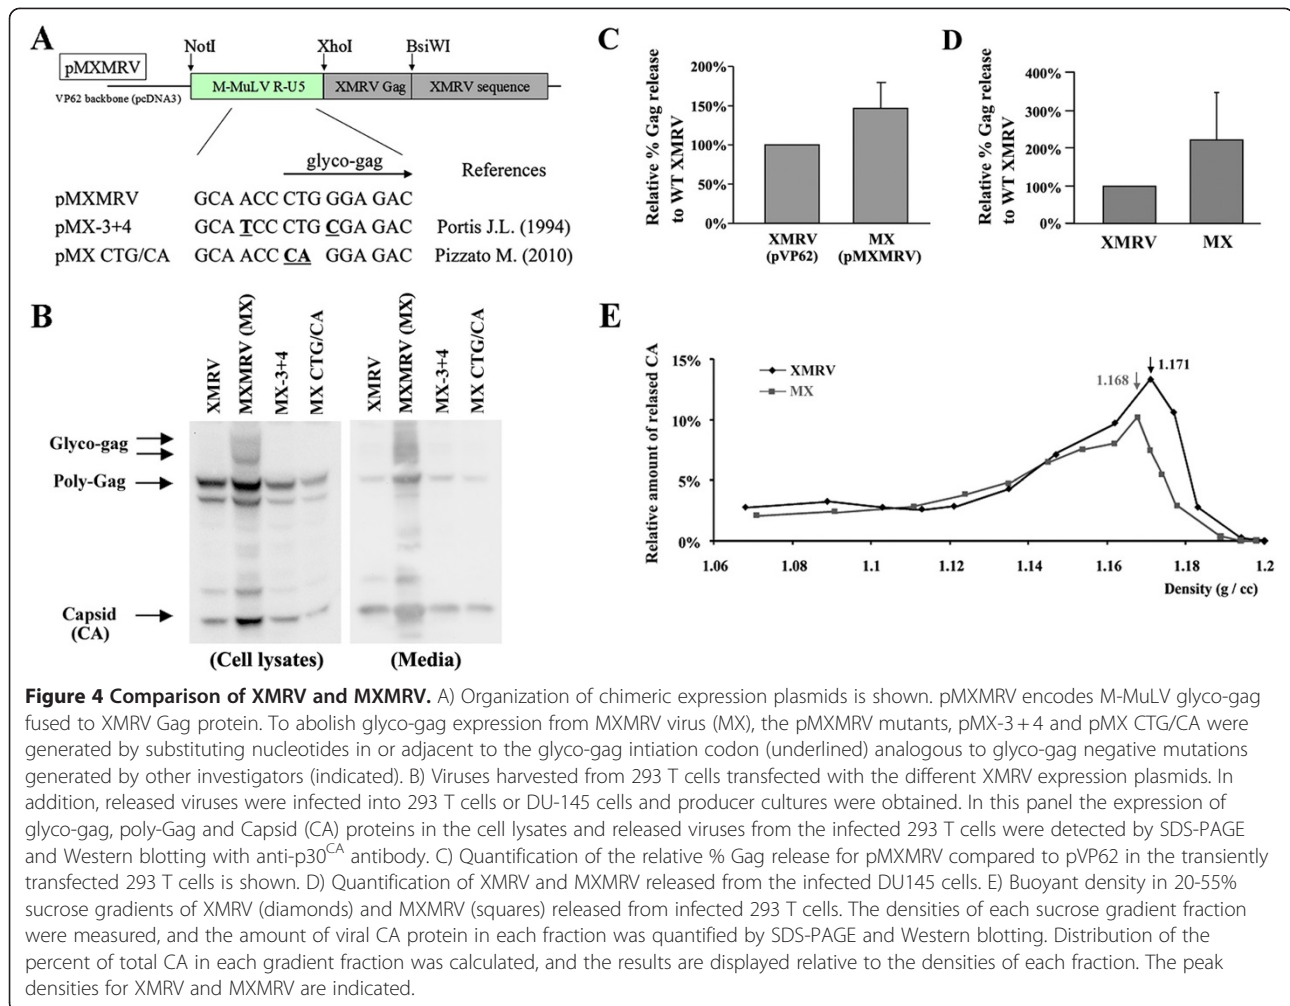 A
pMXMRV
NotI
XhoI
BsiWI
VP62 backbone (pcDNA3)
M-MuLV R-U5
XMRV Gag
XMRV sequence
glyco-gag
References
pMXMRV GCA ACC CTG GGA GAC
pMX-3+4 GCA TCC CTG CGA GAC Portis J.L. (1994)
pMX CTG/CA GCA ACC CA GGA GAC Pizzato M. (2010)
B
XMRV
MXMRV (MX)
MX-3+4
MX CTG/CA
XMRV
MXMRV (MX)
MX-3+4
MX CTG/CA
Glyco-gag
Poly-Gag
Capsid
(CA)
(Cell lysates)
(Media)
C
Relative % Gag release
to WT XMRV
200%
150%
100%
50%
0%
XMRV
(pVP62)
MX
(pMXMRV)
D
Relative % Gag release
to WT XMRV
400%
300%
200%
100%
0%
XMRV
MX
E
Relative amount of relased CA
15%
10%
5%
0%
XMRV
MX
1.168
1.171
1.06 1.08 1.1 1.12 1.14 1.16 1.18 1.2
Density (g / cc)
Figure 4 Comparison of XMRV and MXMRV. A) Organization of chimeric expression plasmids is shown. pMXMRV encodes M-MuLV glyco-gag
fused to XMRV Gag protein. To abolish glyco-gag expression from MXMRV virus (MX), the pMXMRV mutants, pMX-3 + 4 and pMX CTG/CA were
generated by substituting nucleotides in or adjacent to the glyco-gag intiation codon (underlined) analogous to glyco-gag negative mutations
generated by other investigators (indicated). B) Viruses harvested from 293 T cells transfected with the different XMRV expression plasmids. In
addition, released viruses were infected into 293 T cells or DU-145 cells and producer cultures were obtained. In this panel the expression of
glyco-gag, poly-Gag and Capsid (CA) proteins in the cell lysates and released viruses from the infected 293 T cells were detected by SDS-PAGE
and Western blotting with anti-p30CA antibody. C) Quantification of the relative % Gag release for pMXMRV compared to pVP62 in the transiently
transfected 293 T cells is shown. D) Quantification of XMRV and MXMRV released from the infected DU145 cells. E) Buoyant density in 20-55%
sucrose gradients of XMRV (diamonds) and MXMRV (squares) released from infected 293 T cells. The densities of each sucrose gradient fraction
were measured, and the amount of viral CA protein in each fraction was quantified by SDS-PAGE and Western blotting. Distribution of the
percent of total CA in each gradient fraction was calculated, and the results are displayed relative to the densities of each fraction. The peak
densities for XMRV and MXMRV are indicated.